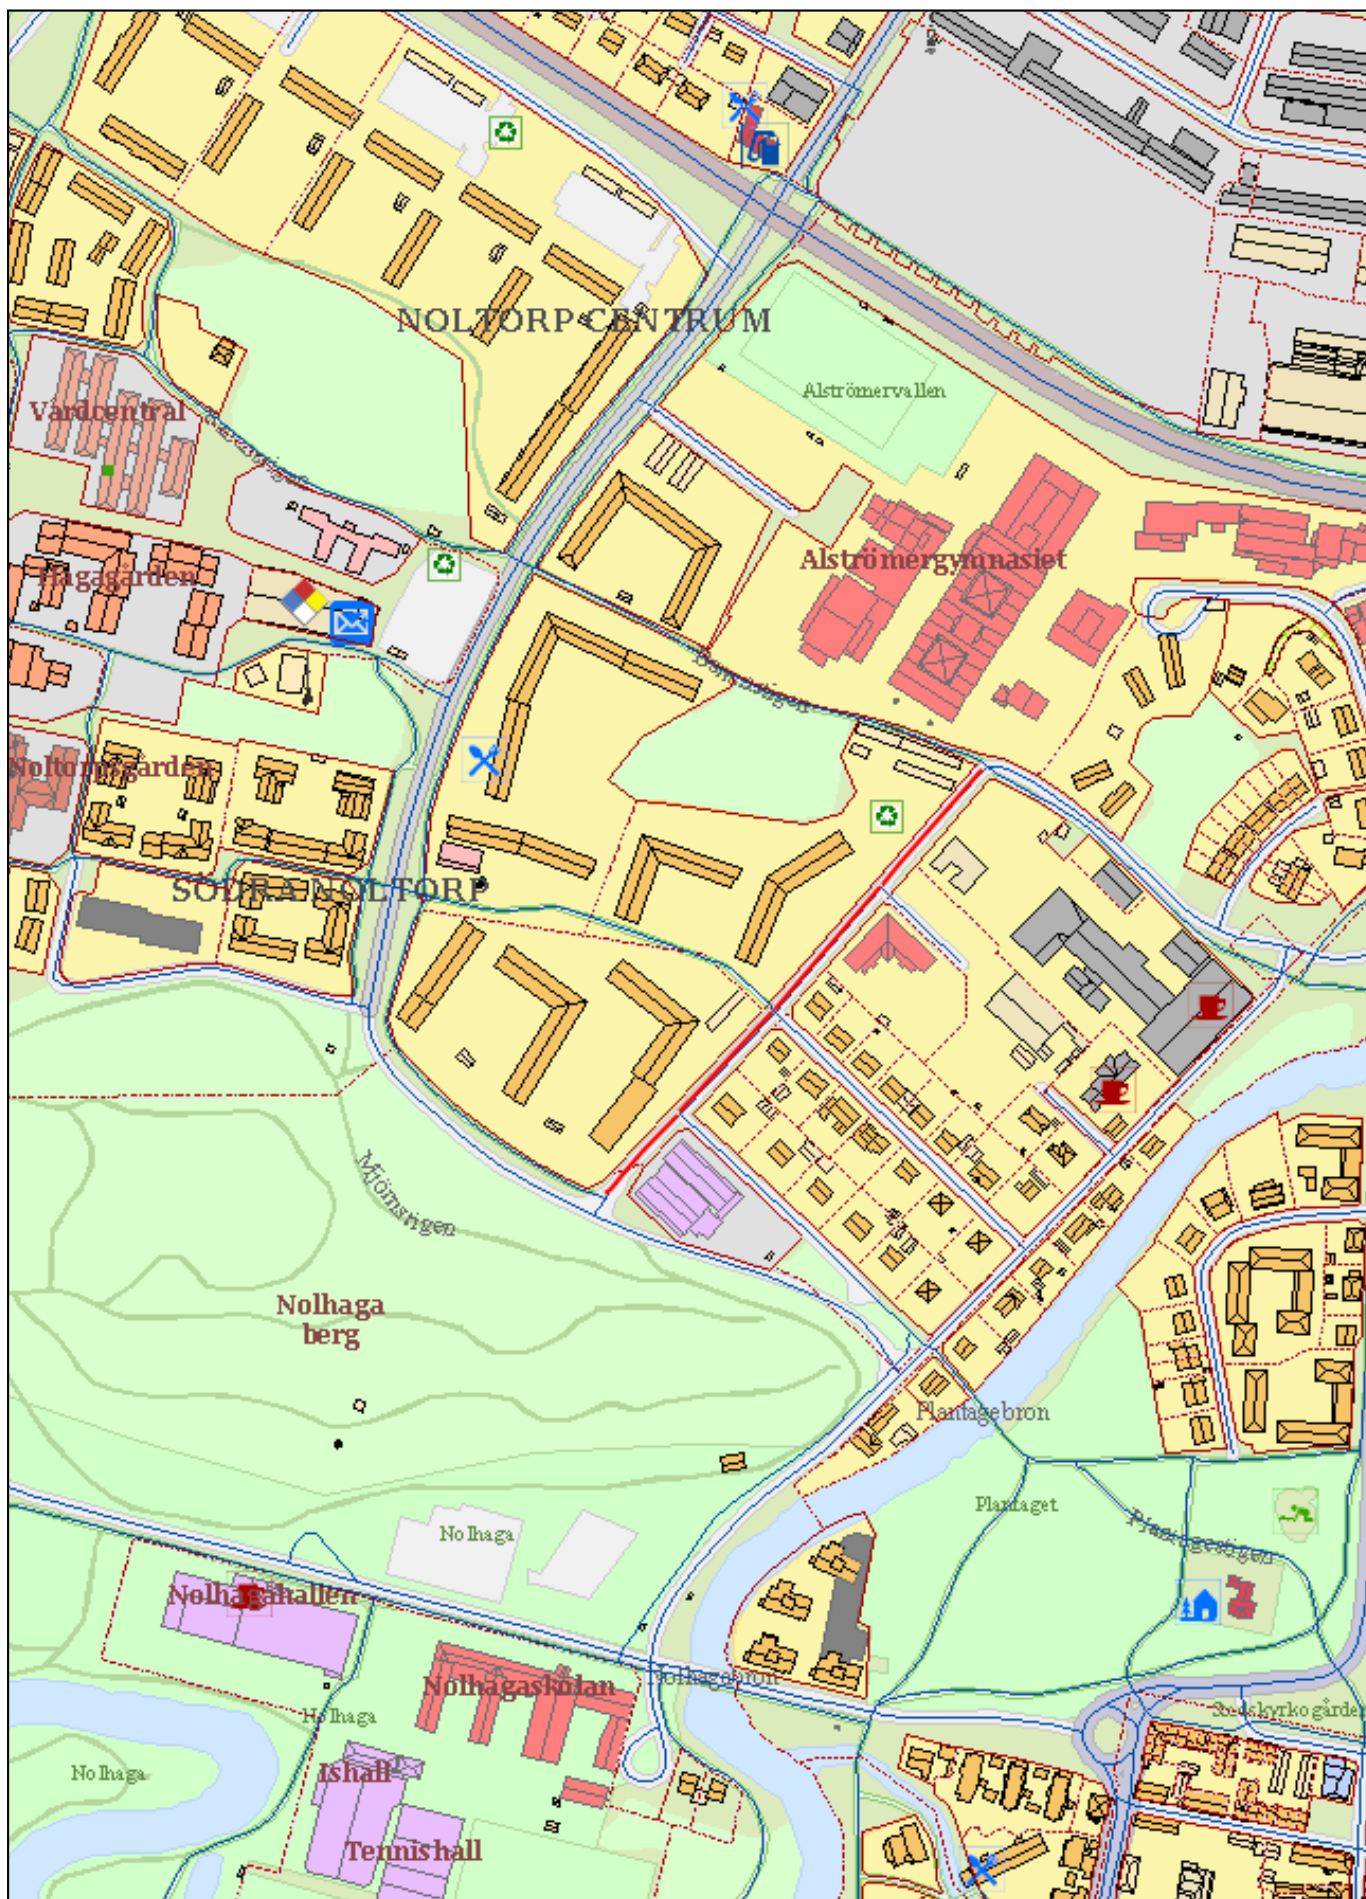 NOLTORP CENTRUM
Alströmervallen
Vårdcentral
Alströmergymnasiet
Hagagården
Noltorpsgården
SÖDRA NOLTORP
Mjörnstigen
Nolhaga
berg
Plantagebron
Plantaget
Plantagestigen
Nolhaga
Nolhagahallen
Nolhagabron
Nolhagaskolan
Nolhaga
Nolhaga
Ishall
Tennishall